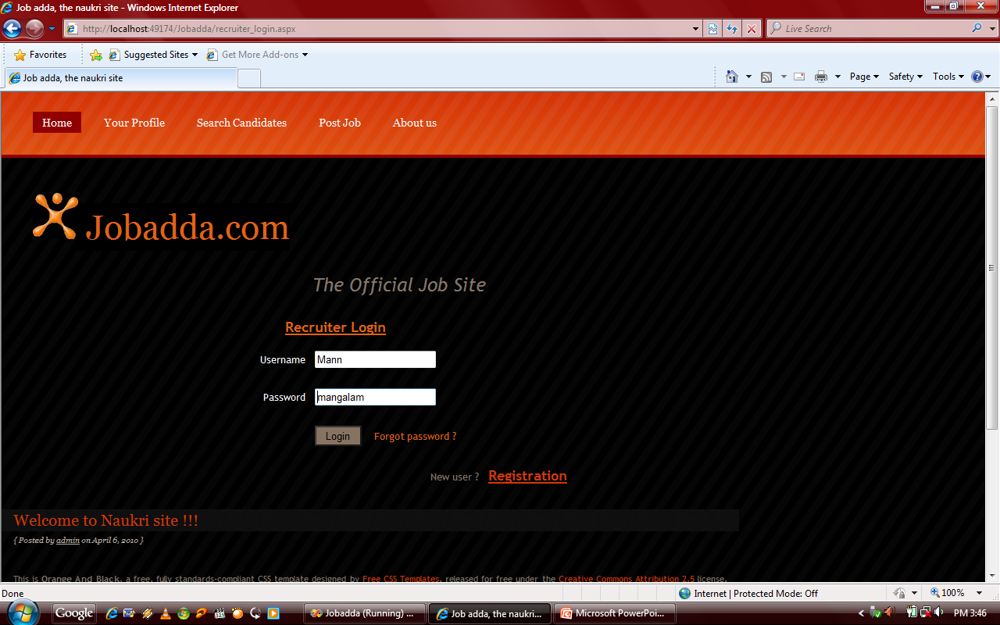 Job adda, the naukri site - Windows Internet Explorer
http://localhost:49174/Jobadda/recruiter_login.aspx
Live Search
Favorites
Suggested Sites
Get More Add-ons
Job adda, the naukri site
Page
Safety
Tools
Home
Your Profile
Search Candidates
Post Job
About us
Jobadda.com
The Official Job Site
Recruiter Login
Username
Mann
Password
mangalam
Login
Forgot password ?
New user ?
Registration
Welcome to Naukri site !!!
{ Posted by admin on April 6, 2010 }
This is Orange And Black, a free, fully standards-compliant CSS template designed by Free CSS Templates, released for free under the Creative Commons Attribution 2.5 license.
Done
Internet | Protected Mode: Off
100%
Google
Jobadda (Running) ...
Job adda, the naukri...
Microsoft PowerPoi...
PM 3:46